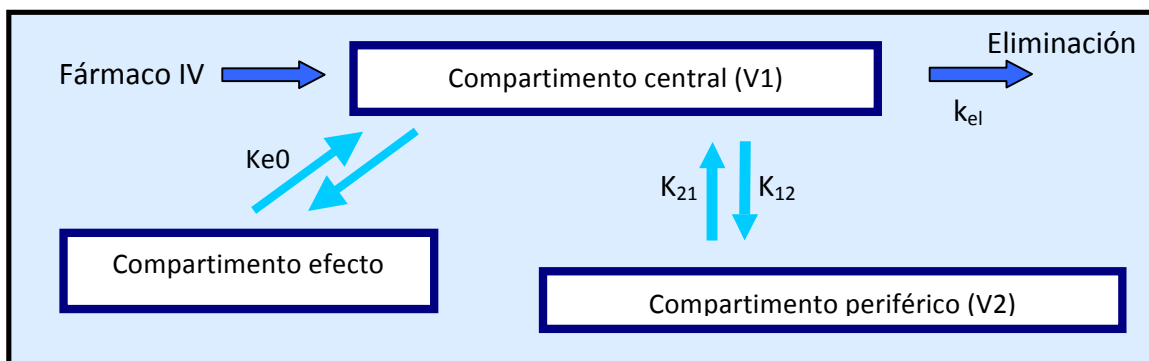 Eliminación
Fármaco IV
Compartimento central (V1)
kel
Ke0
K21
K12
Compartimento efecto
Compartimento periférico (V2)